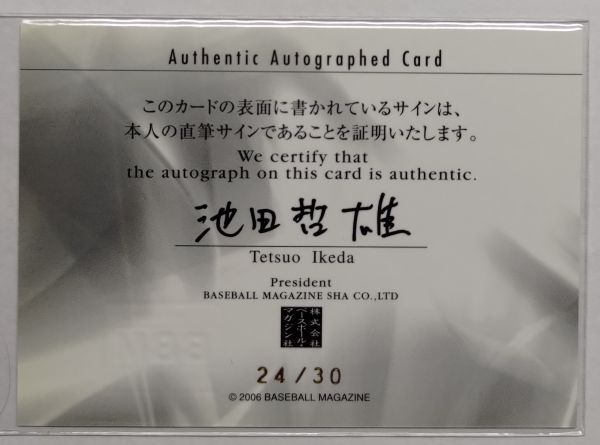 Authentic Autographed Card
このカードの表面に書かれているサインは、
本人の直筆サインであることを証明いたします。
We certify that
the autograph on this card is authentic.
池田哲雄
Tetsuo Ikeda
President
BASEBALL MAGAZINE SHA CO.,LTD
株式会社
ベースボール・
マガジン社
24/30
© 2006 BASEBALL MAGAZINE